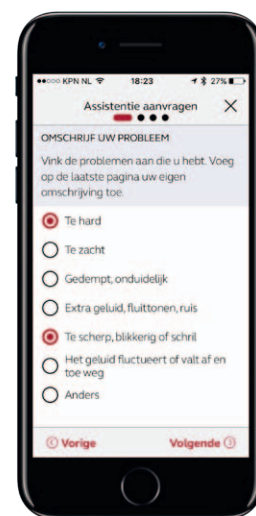 KPN NL 18:23 27%
Assistentie aanvragen
OMSCHRIJF UW PROBLEEM
Vink de problemen aan die u hebt. Voeg
op de laatste pagina uw eigen
omschrijving toe.
Te hard
Te zacht
Gedempt, onduidelijk
Extra geluid, fluittonen, ruis
Te scherp, blikkerig of schril
Het geluid fluctueert of valt af en
toe weg
Anders
Vorige Volgende